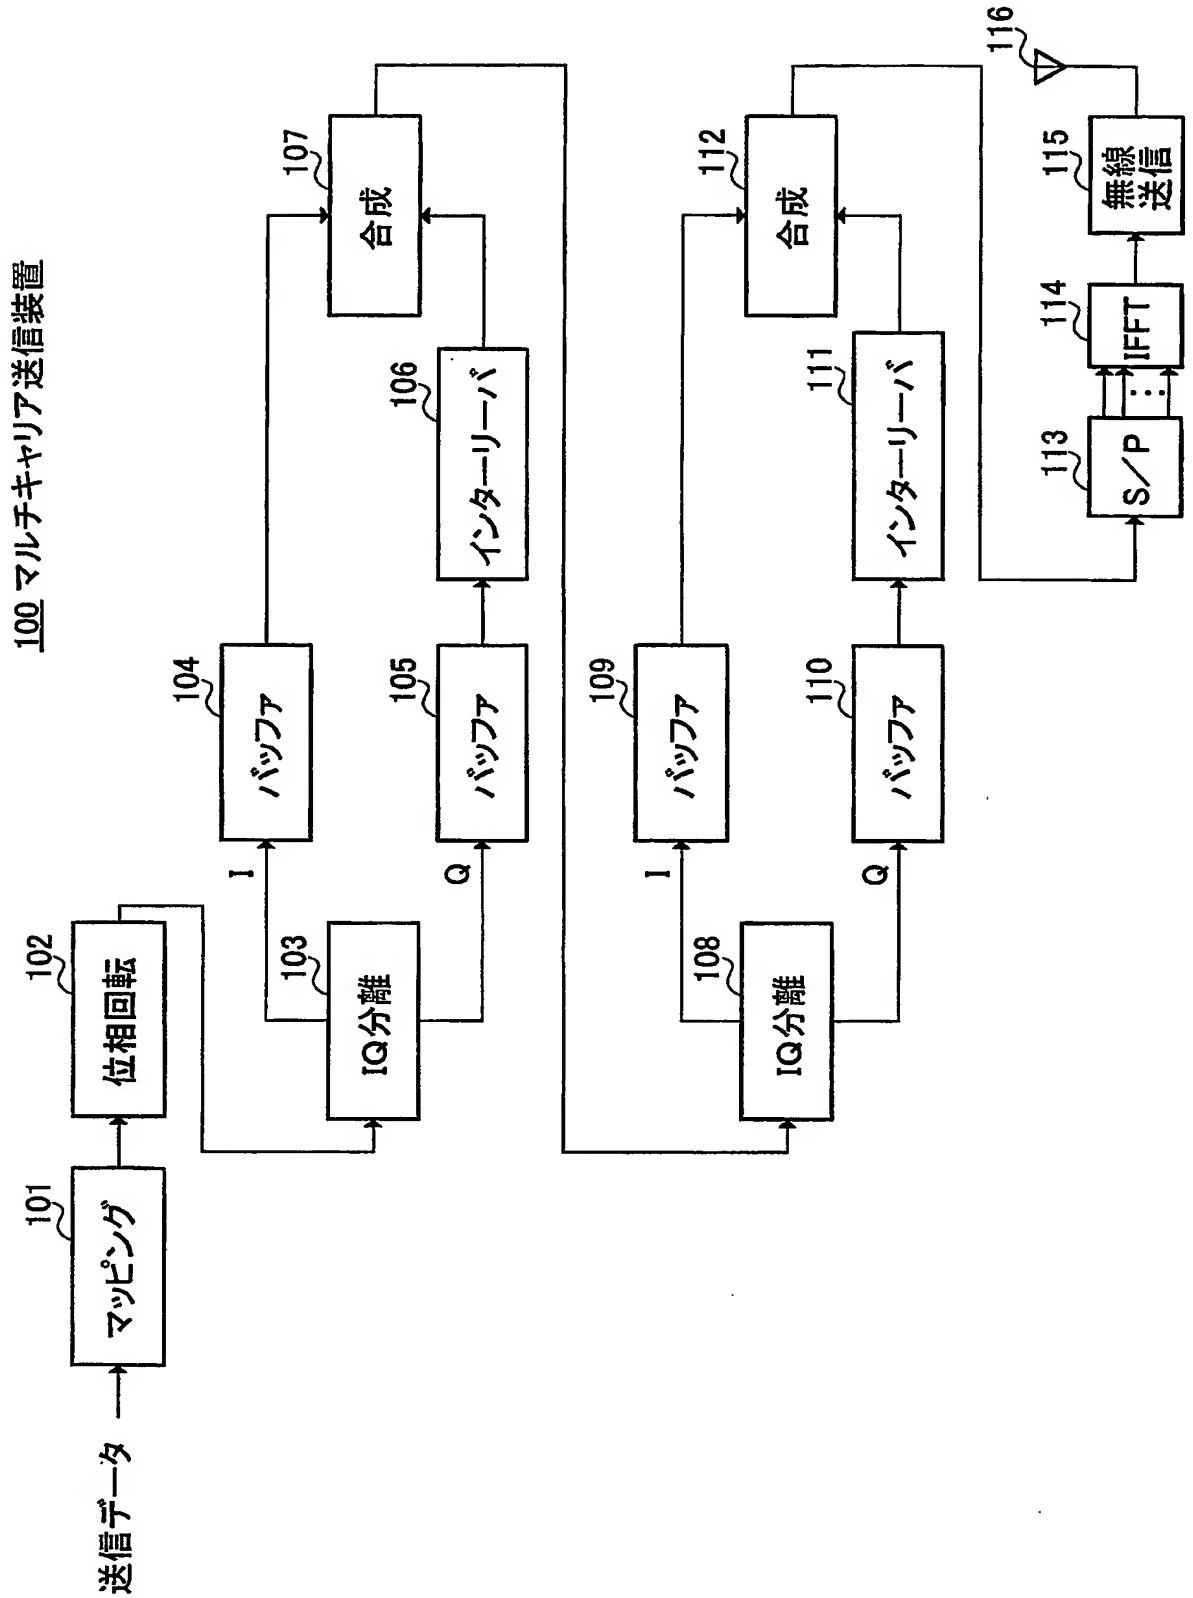 100 マルチキャリア送信装置
送信データ
101
マッピング
102
位相回転
103
IQ分離
I
Q
104
バッファ
105
バッファ
106
インターリーバ
107
合成
108
IQ分離
I
Q
109
バッファ
110
バッファ
111
インターリーバ
112
合成
113
S/P
114
IFFT
115
無線
送信
116